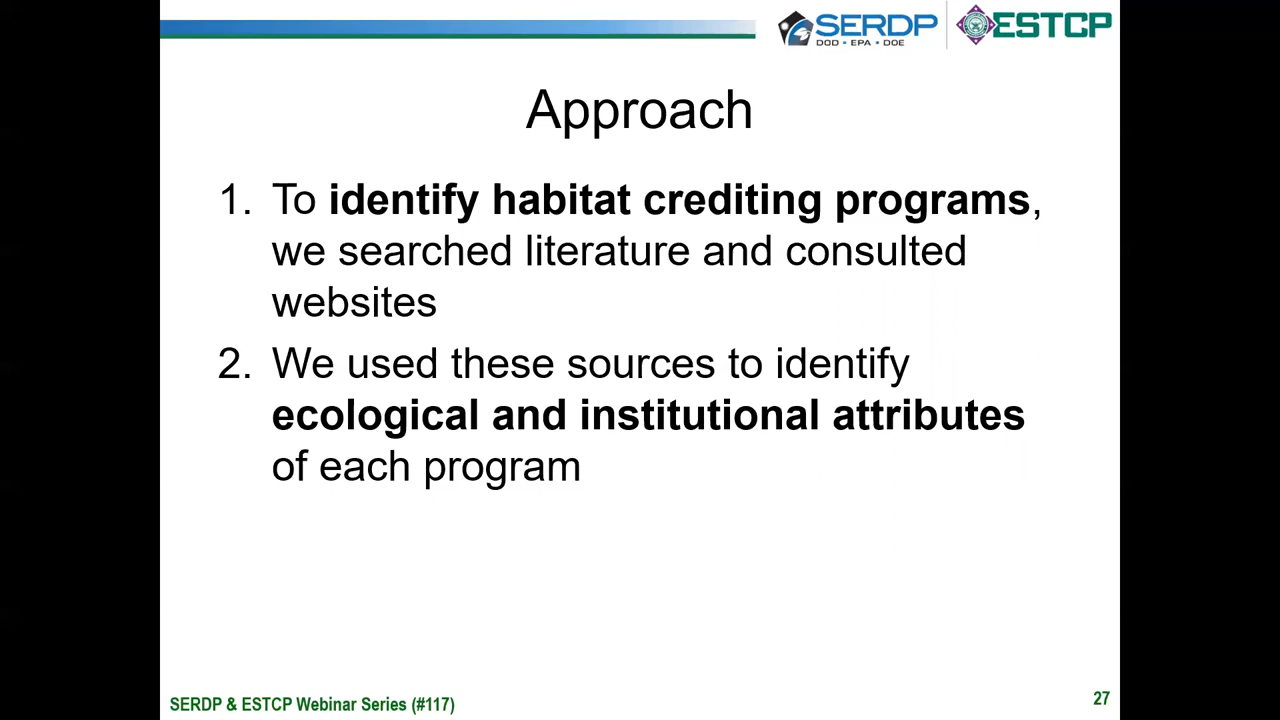 SERDP
DOD • EPA • DOE
ESTCP
Approach
1. To identify habitat crediting programs,
we searched literature and consulted
websites
2. We used these sources to identify
ecological and institutional attributes
of each program
SERDP & ESTCP Webinar Series (#117)
27